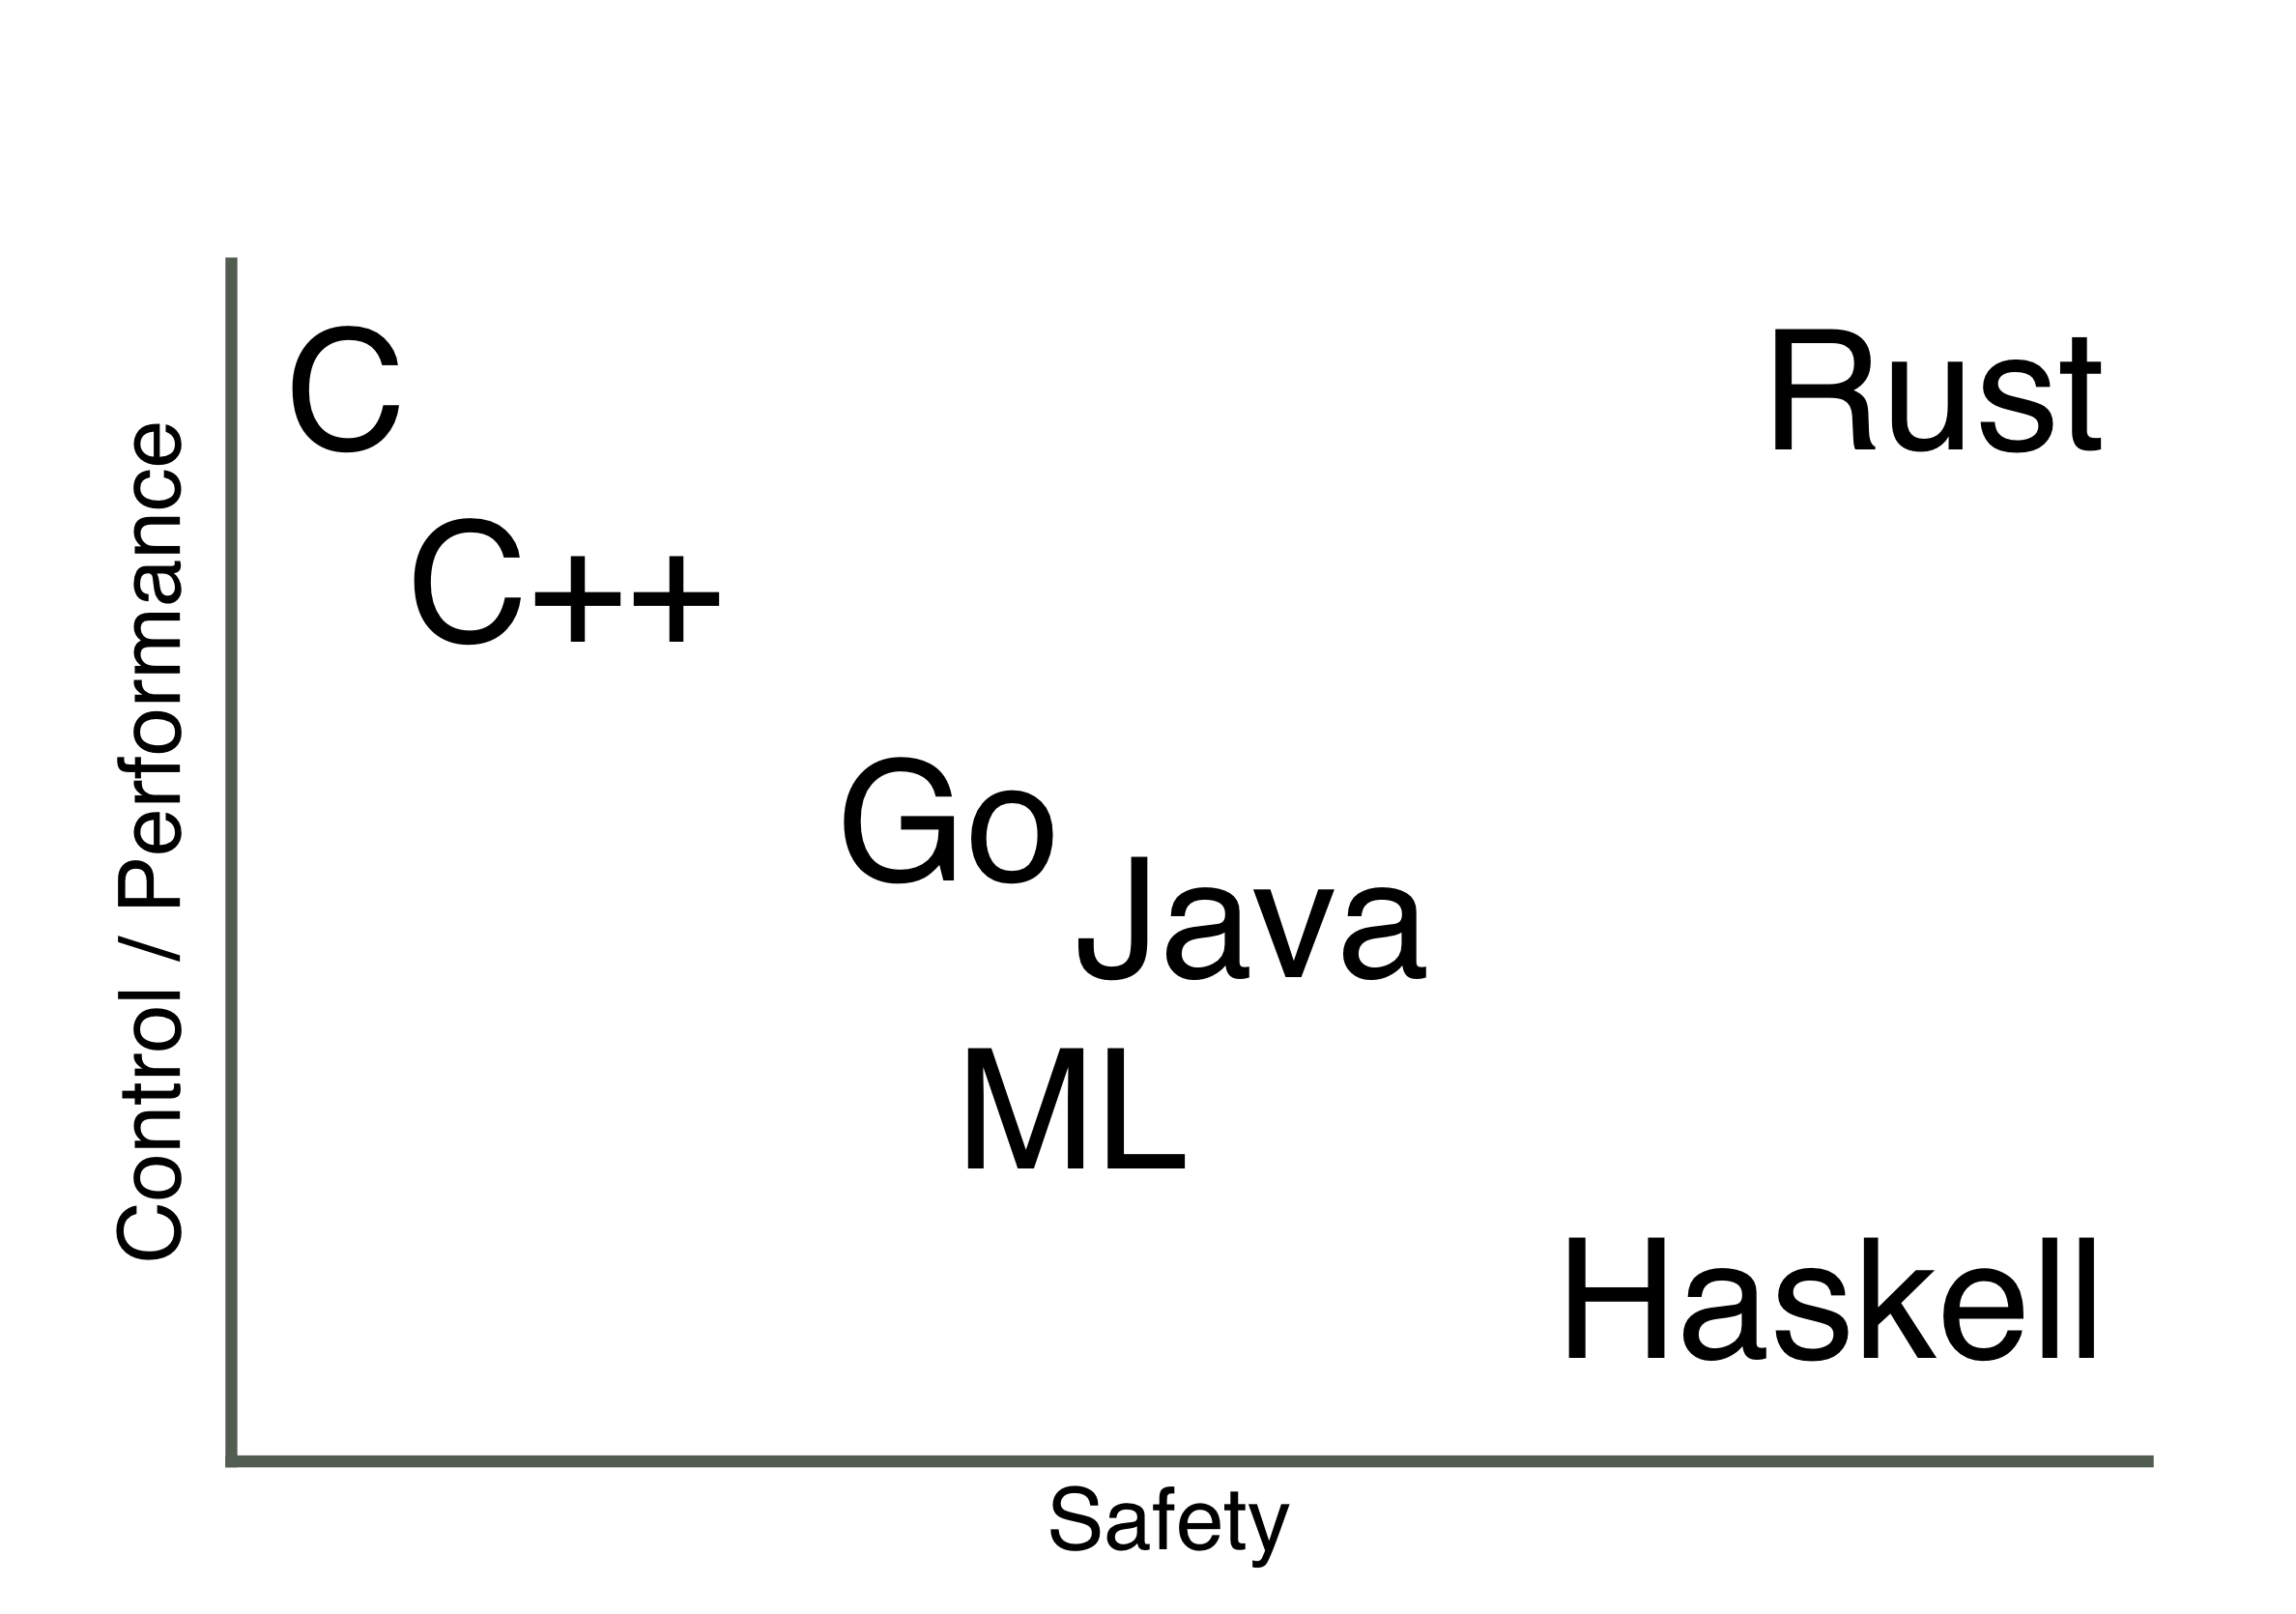 C
Rust
C++
Go
Java
ML
Haskell
Control / Performance
Safety